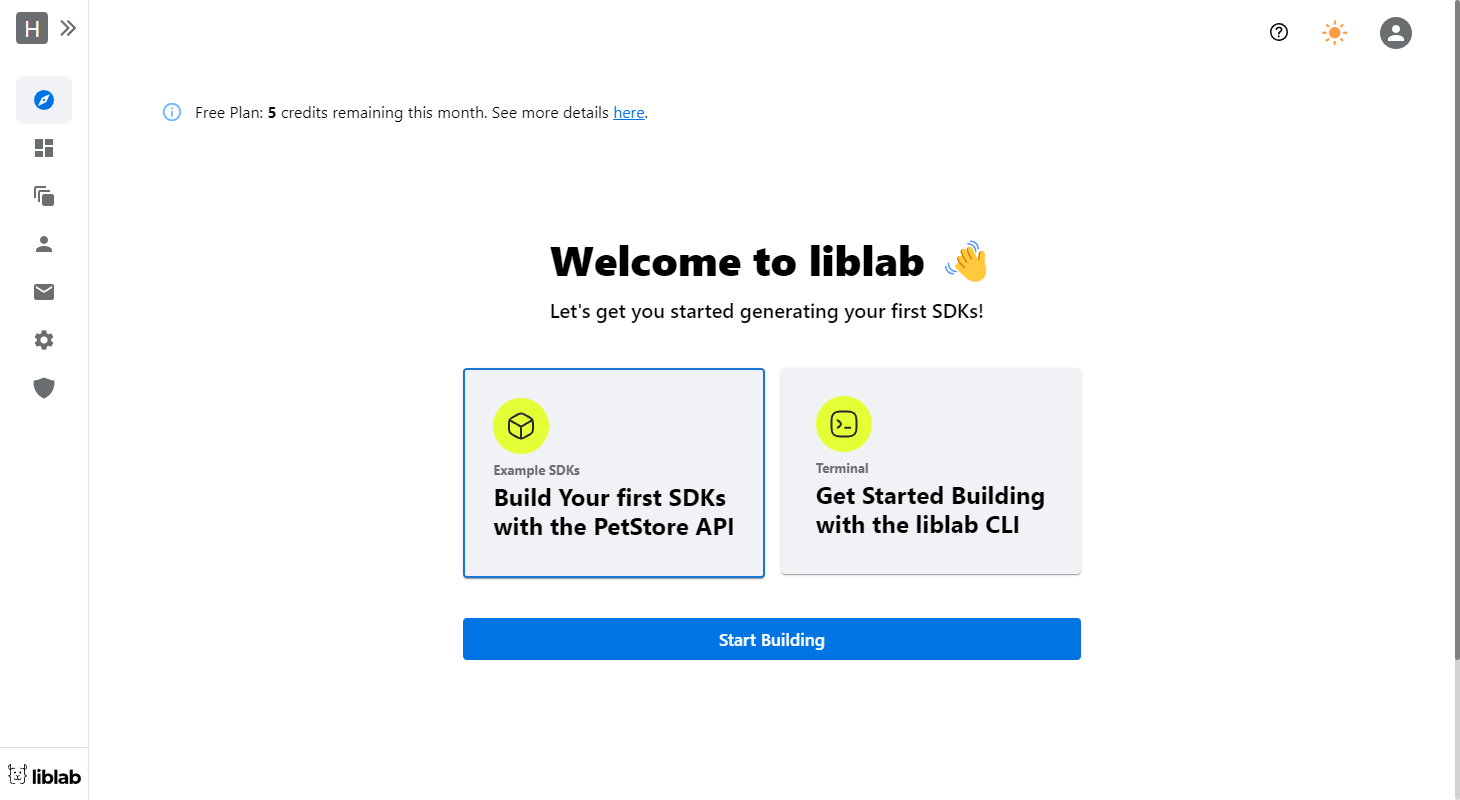 H
Free Plan: 5 credits remaining this month. See more details here.
Welcome to liblab 👋
Let's get you started generating your first SDKs!
Example SDKs
Build Your first SDKs
with the PetStore API
Terminal
Get Started Building
with the liblab CLI
Start Building
liblab